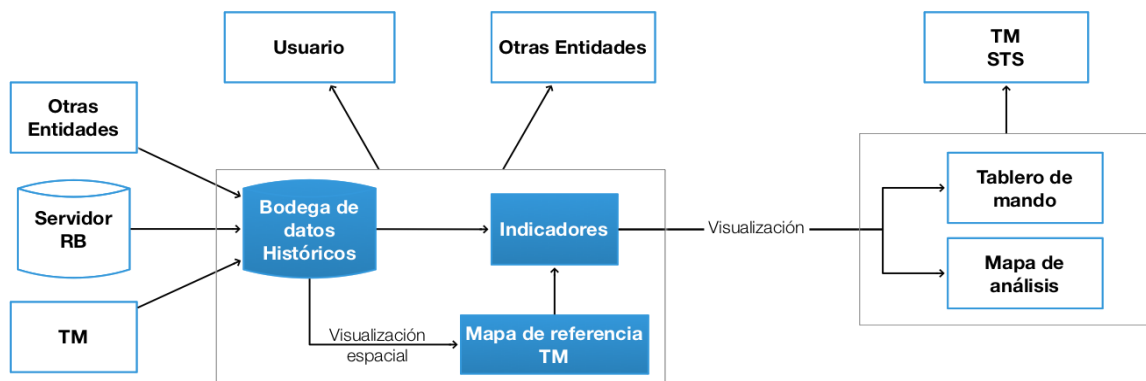 Usuario
Otras Entidades
TM
STS
Otras
Entidades
Servidor
RB
TM
Bodega de
datos
Históricos
Indicadores
Visualización
espacial
Mapa de referencia
TM
Visualización
Tablero de
mando
Mapa de
análisis